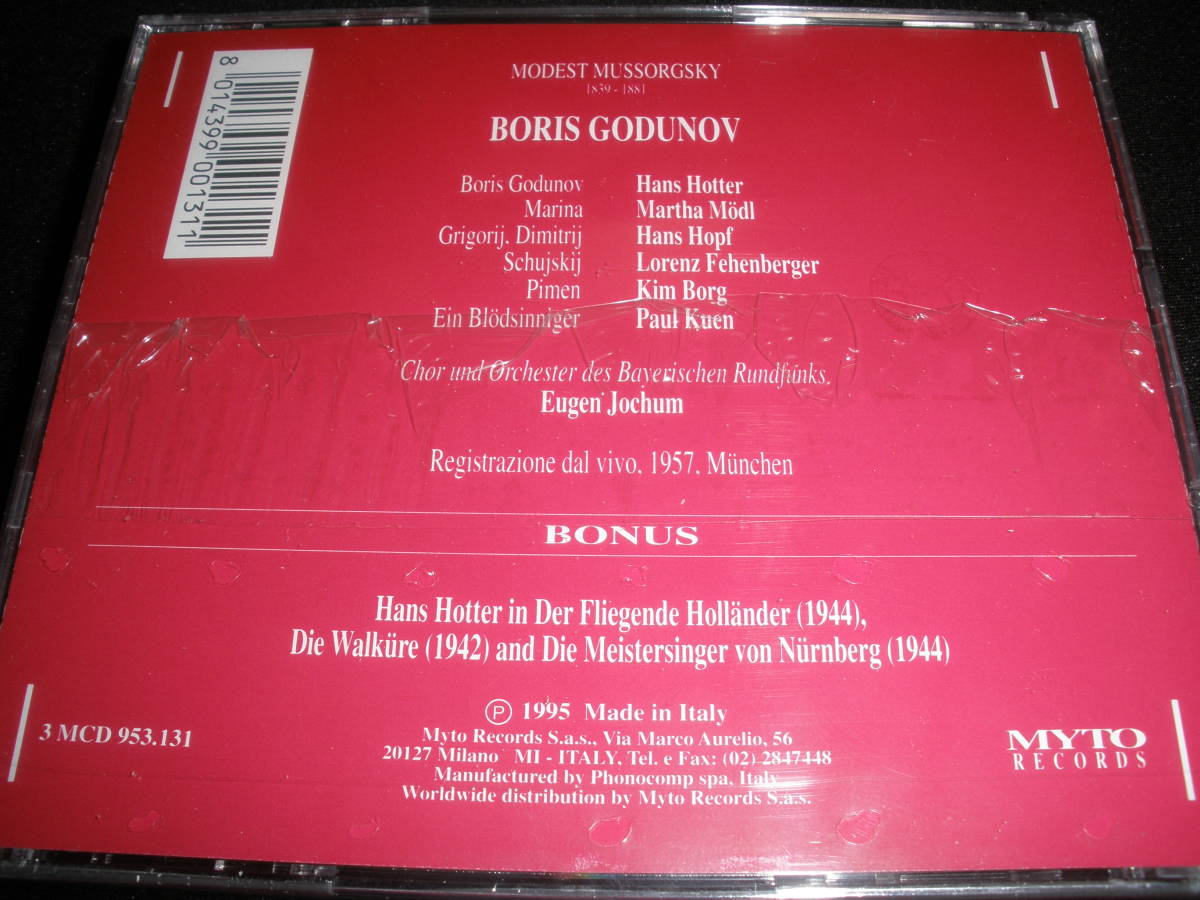 8 014399 001311
MODEST MUSSORGSKY
1839 - 1881
BORIS GODUNOV
Boris Godunov Hans Hotter
Marina Martha Mödl
Grigorij, Dimitrij Hans Hopf
Schujskij Lorenz Fehenberger
Pimen Kim Borg
Ein Blödsinniger Paul Kuen
Chor und Orchester des Bayerischen Rundfunks
Eugen Jochum
Registrazione dal vivo, 1957, München
BONUS
Hans Hotter in Der Fliegende Holländer (1944),
Die Walküre (1942) and Die Meistersinger von Nürnberg (1944)
℗ 1995 Made in Italy
Myto Records S.a.s., Via Marco Aurelio, 56
20127 Milano MI - ITALY, Tel. e Fax: (02) 2847448
Manufactured by Phonocomp spa, Italy
Worldwide distribution by Myto Records S.a.s.
3 MCD 953.131
MYTO
RECORDS